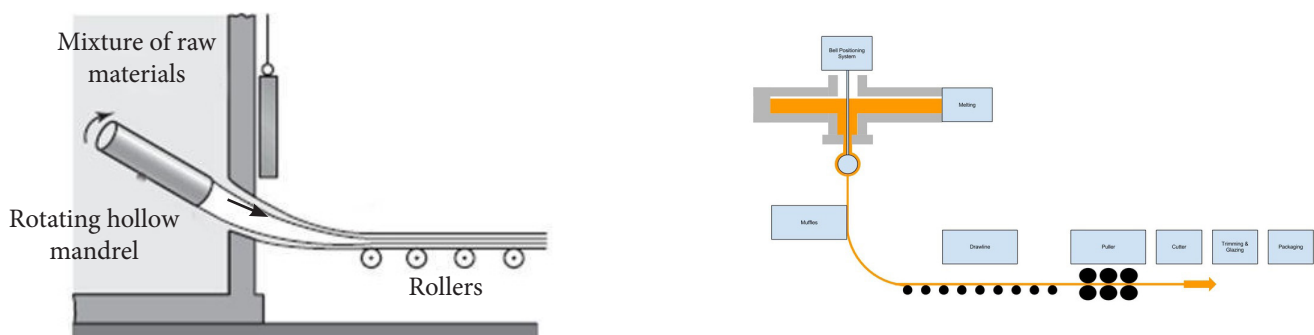 Mixture of raw
materials
Rotating hollow
mandrel
Rollers
Bell Positioning
System
Melting
Muffles
Drawline
Puller
Cutter
Trimming &
Glazing
Packaging